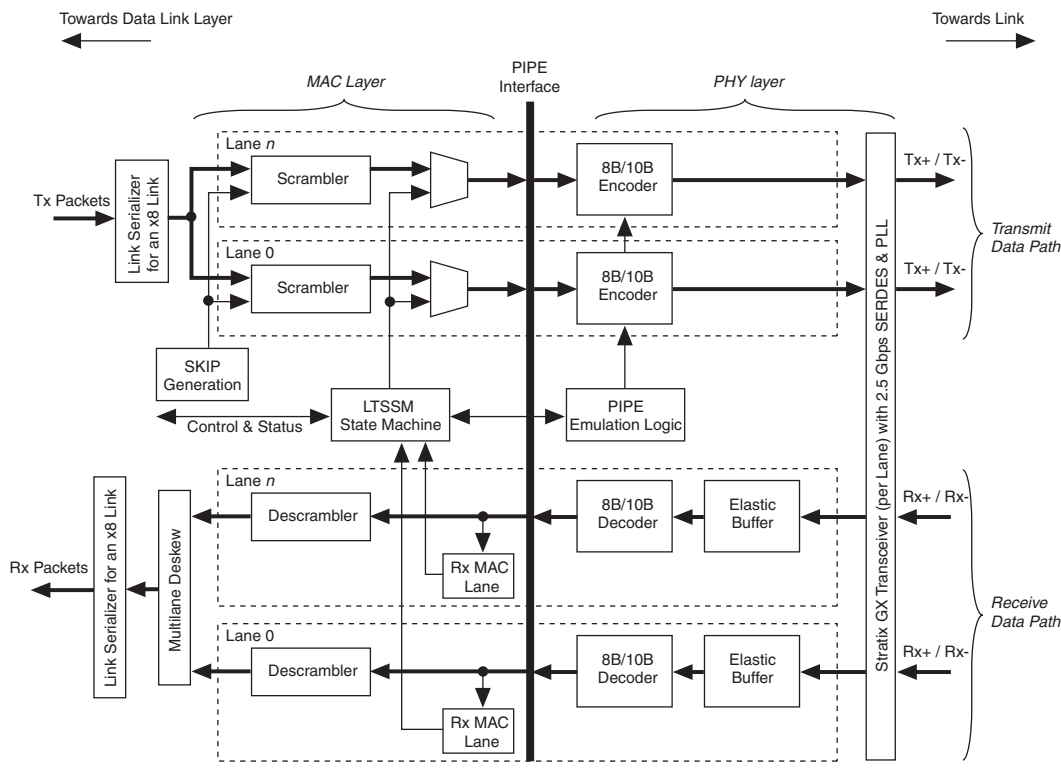 Towards Data Link Layer
Towards Link
MAC Layer
PIPE
Interface
PHY layer
Lane n
Scrambler
8B/10B
Encoder
Tx+ / Tx-
Tx Packets
Link Serializer
for an x8 Link
Lane 0
Scrambler
8B/10B
Encoder
Tx+ / Tx-
Transmit
Data Path
SKIP
Generation
Control & Status
LTSSM
State Machine
PIPE
Emulation Logic
Stratix GX Transceiver (per Lane) with 2.5 Gbps SERDES & PLL
Lane n
Descrambler
8B/10B
Decoder
Elastic
Buffer
Rx+ / Rx-
Rx MAC
Lane
Rx Packets
Link Serializer for an x8 Link
Multilane Deskew
Receive
Data Path
Lane 0
Descrambler
8B/10B
Decoder
Elastic
Buffer
Rx+ / Rx-
Rx MAC
Lane